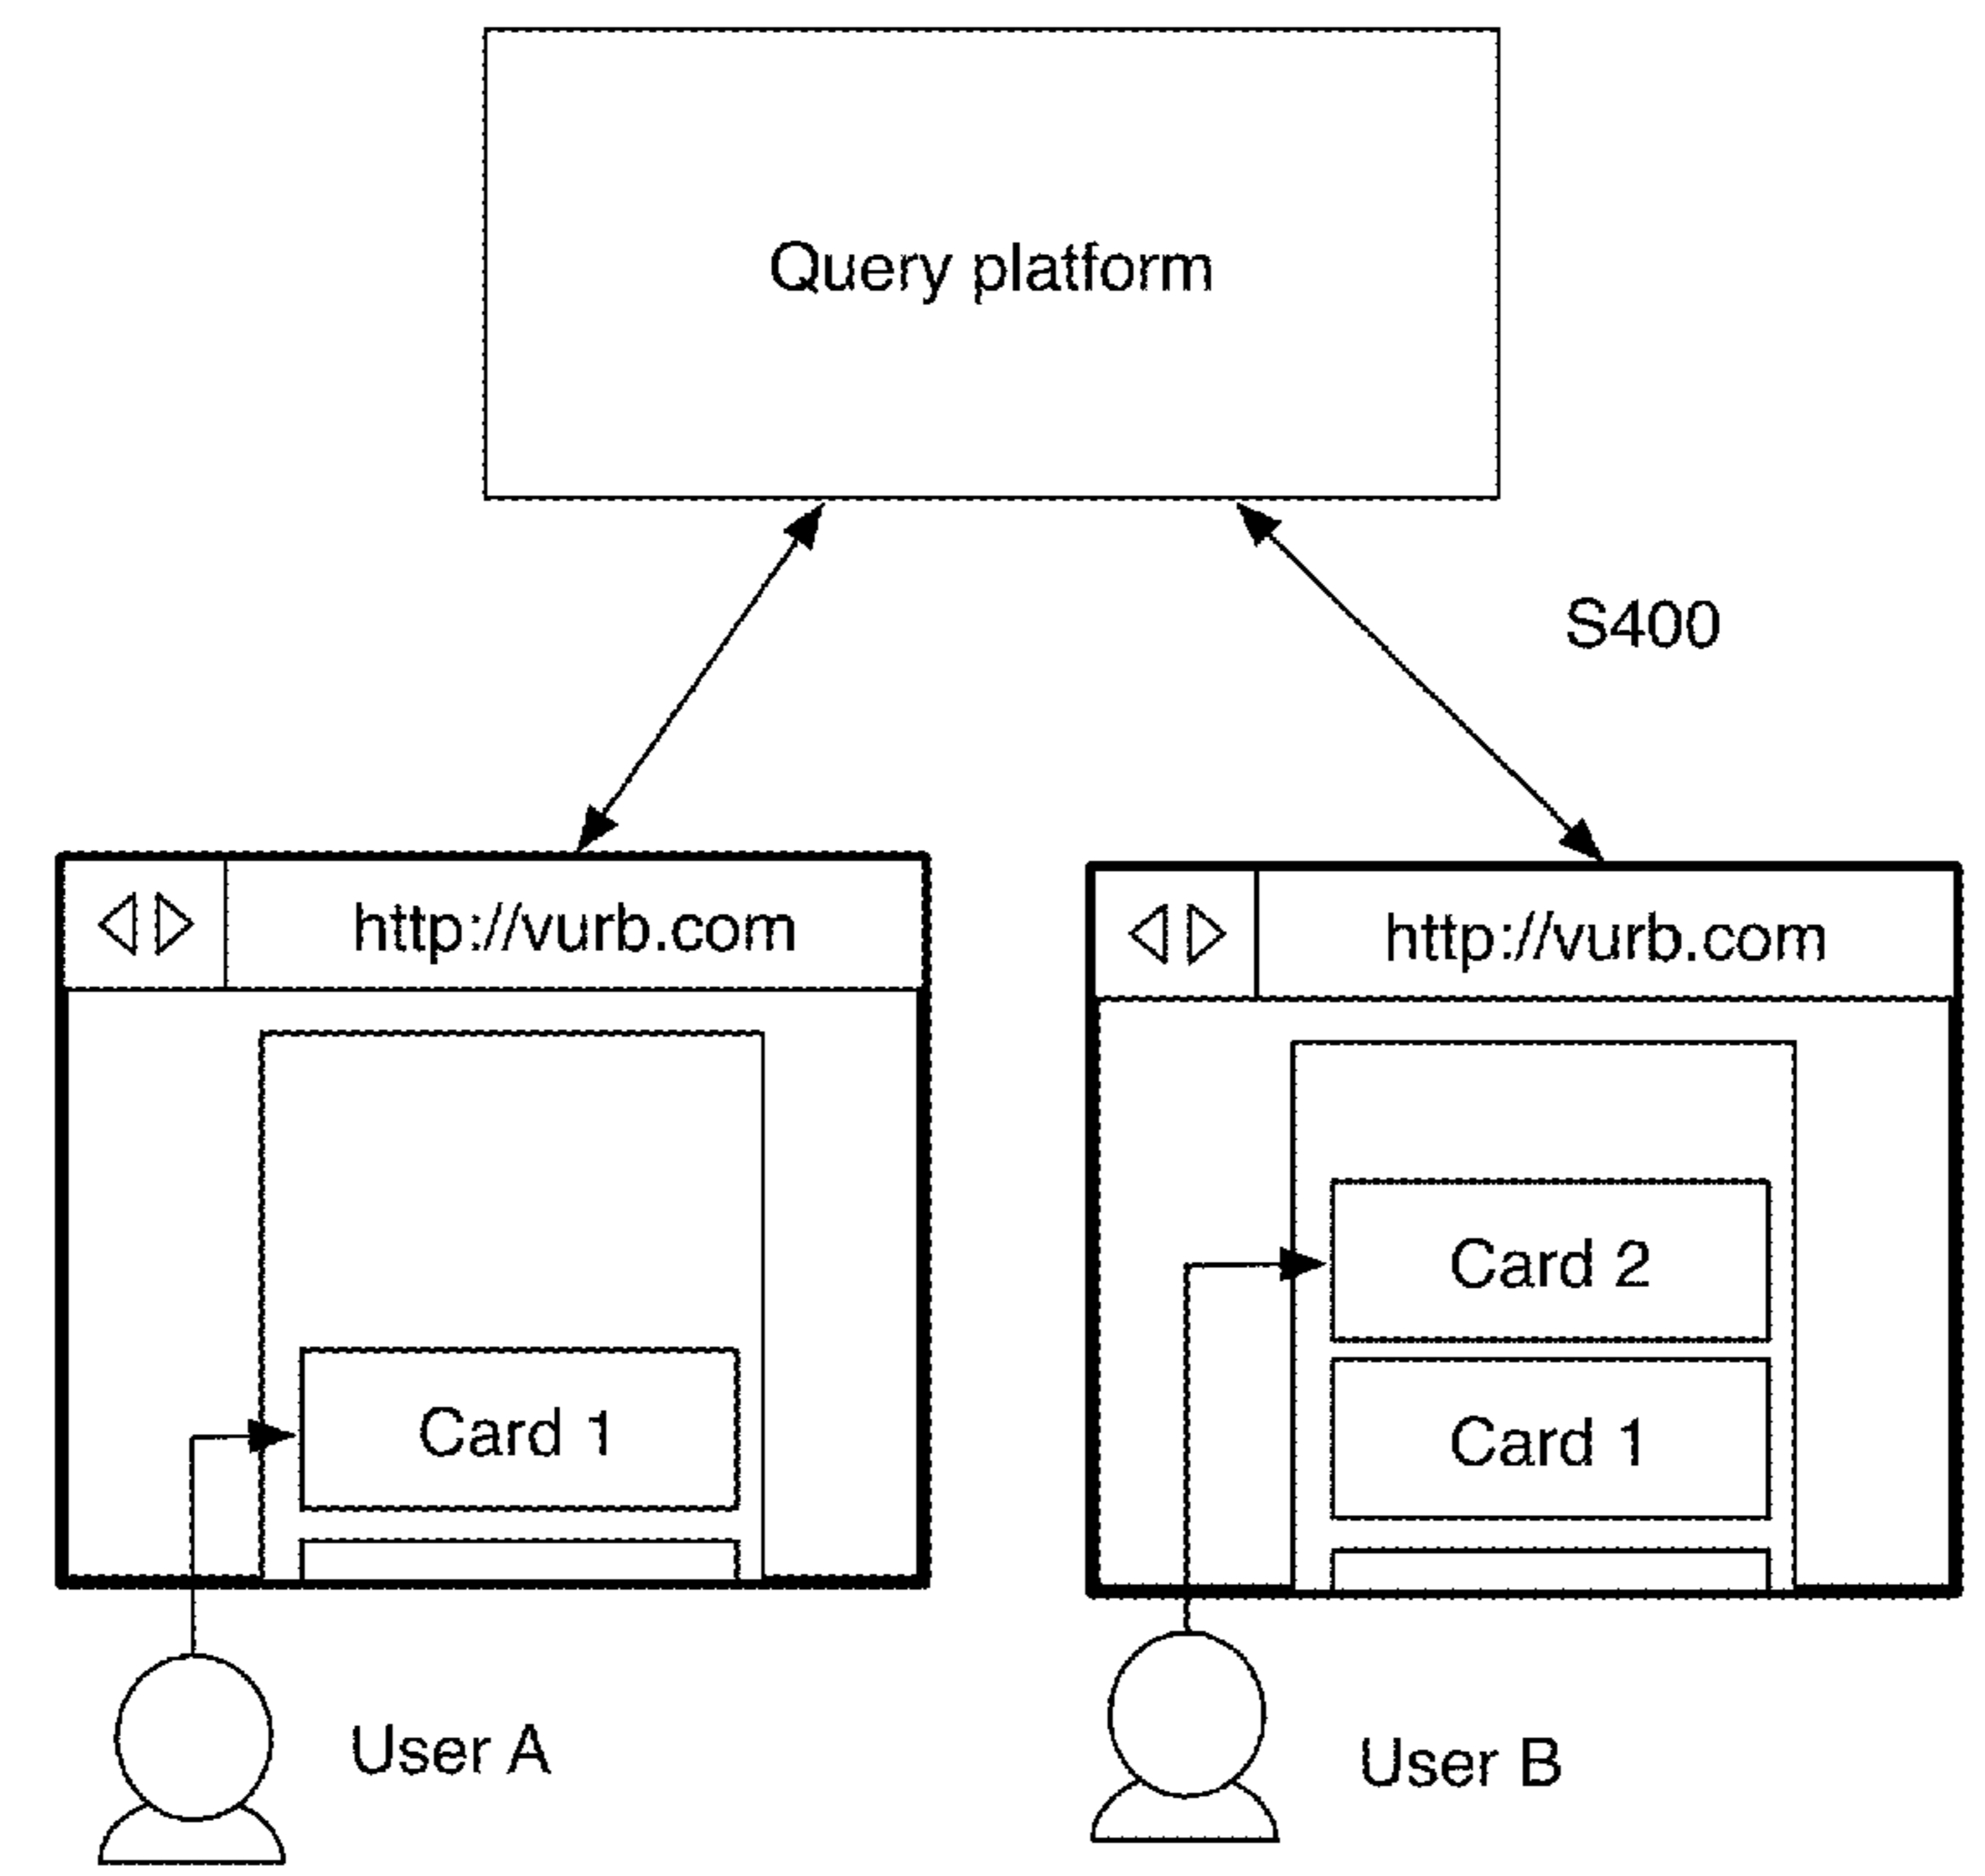 Query platform
S400
http://vurb.com
http://vurb.com
Card 2
Card 1
Card 1
User A
User B